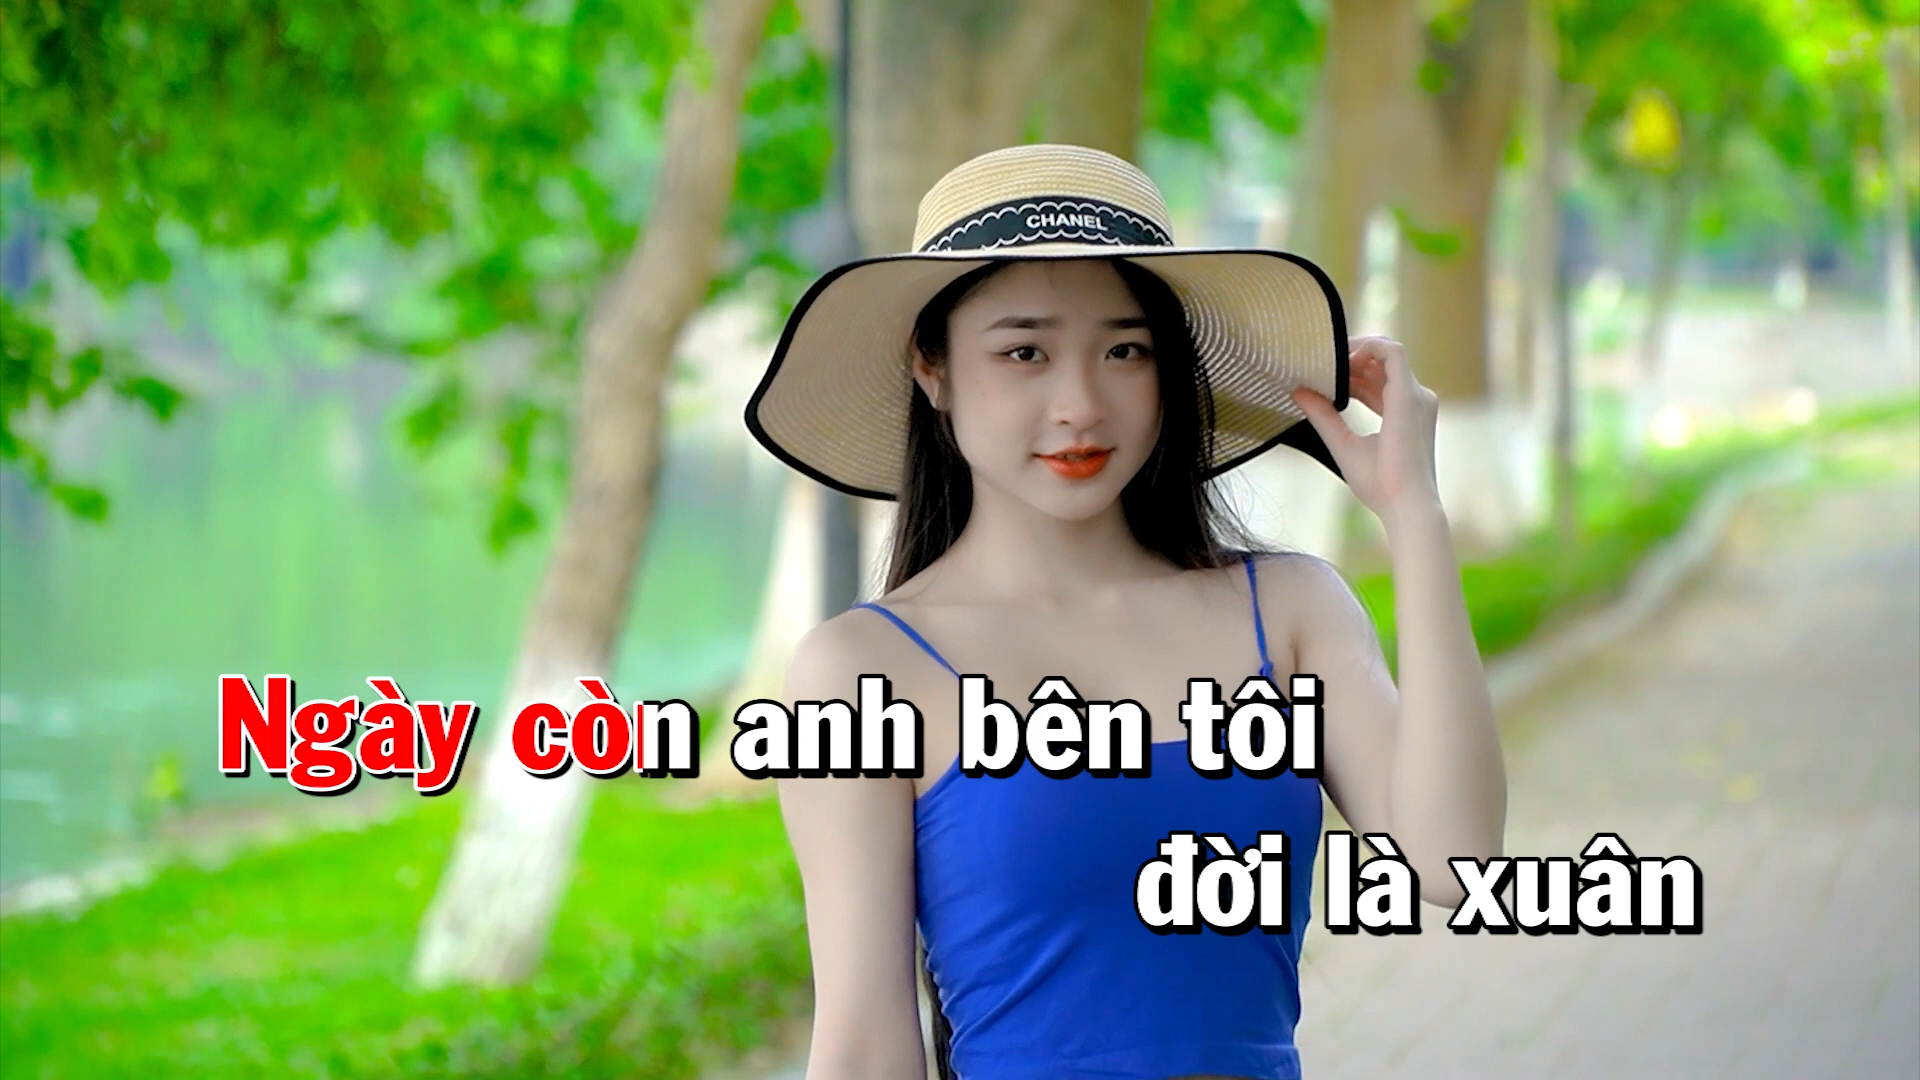 CHANEL
Ngày còn anh bên tôi
đời là xuân